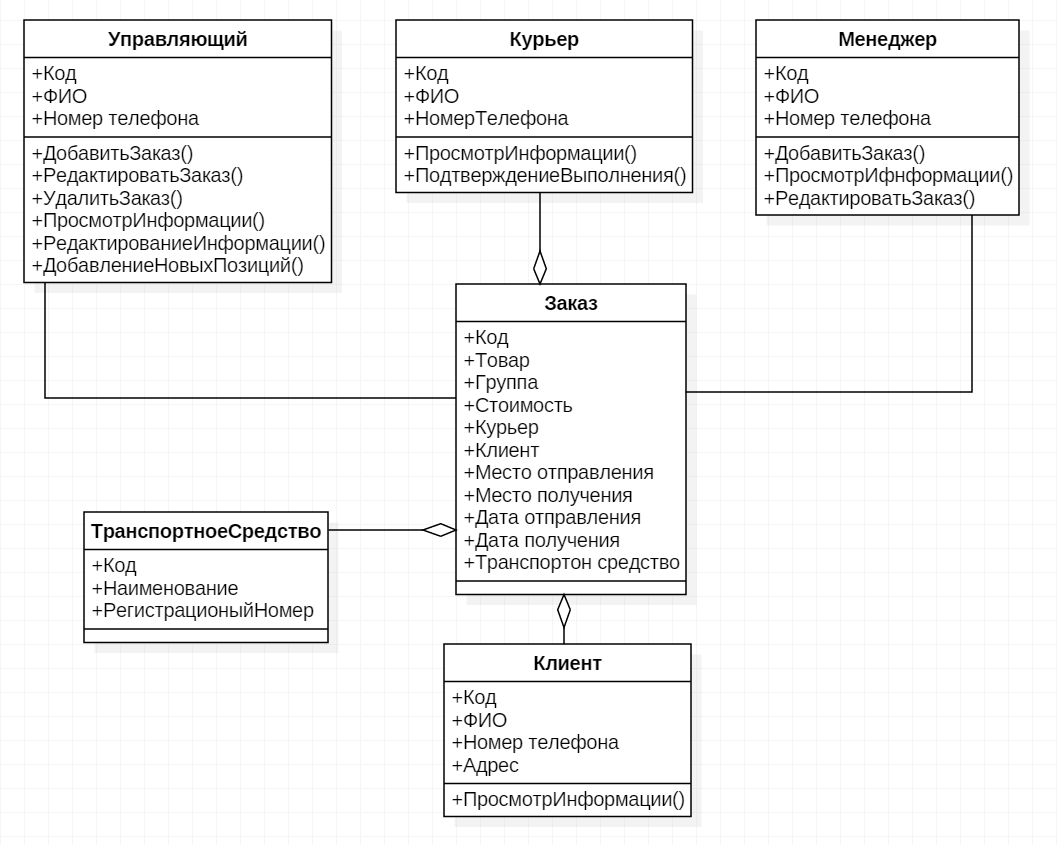 Управляющий
+Код
+ФИО
+Номер телефона
+ДобавитьЗаказ()
+РедактироватьЗаказ()
+УдалитьЗаказ()
+ПросмотрИнформации()
+РедактированиеИнформации()
+ДобавлениеНовыхПозиций()
Курьер
+Код
+ФИО
+НомерТелефона
+ПросмотрИнформации()
+ПодтверждениеВыполнения()
Менеджер
+Код
+ФИО
+Номер телефона
+ДобавитьЗаказ()
+ПросмотрИфнформации()
+РедактироватьЗаказ()
Заказ
+Код
+Товар
+Группа
+Стоимость
+Курьер
+Клиент
+Место отправления
+Место получения
+Дата отправления
+Дата получения
+Транспортон средство
ТранспортноеСредство
+Код
+Наименование
+РегистрационыйНомер
Клиент
+Код
+ФИО
+Номер телефона
+Адрес
+ПросмотрИнформации()